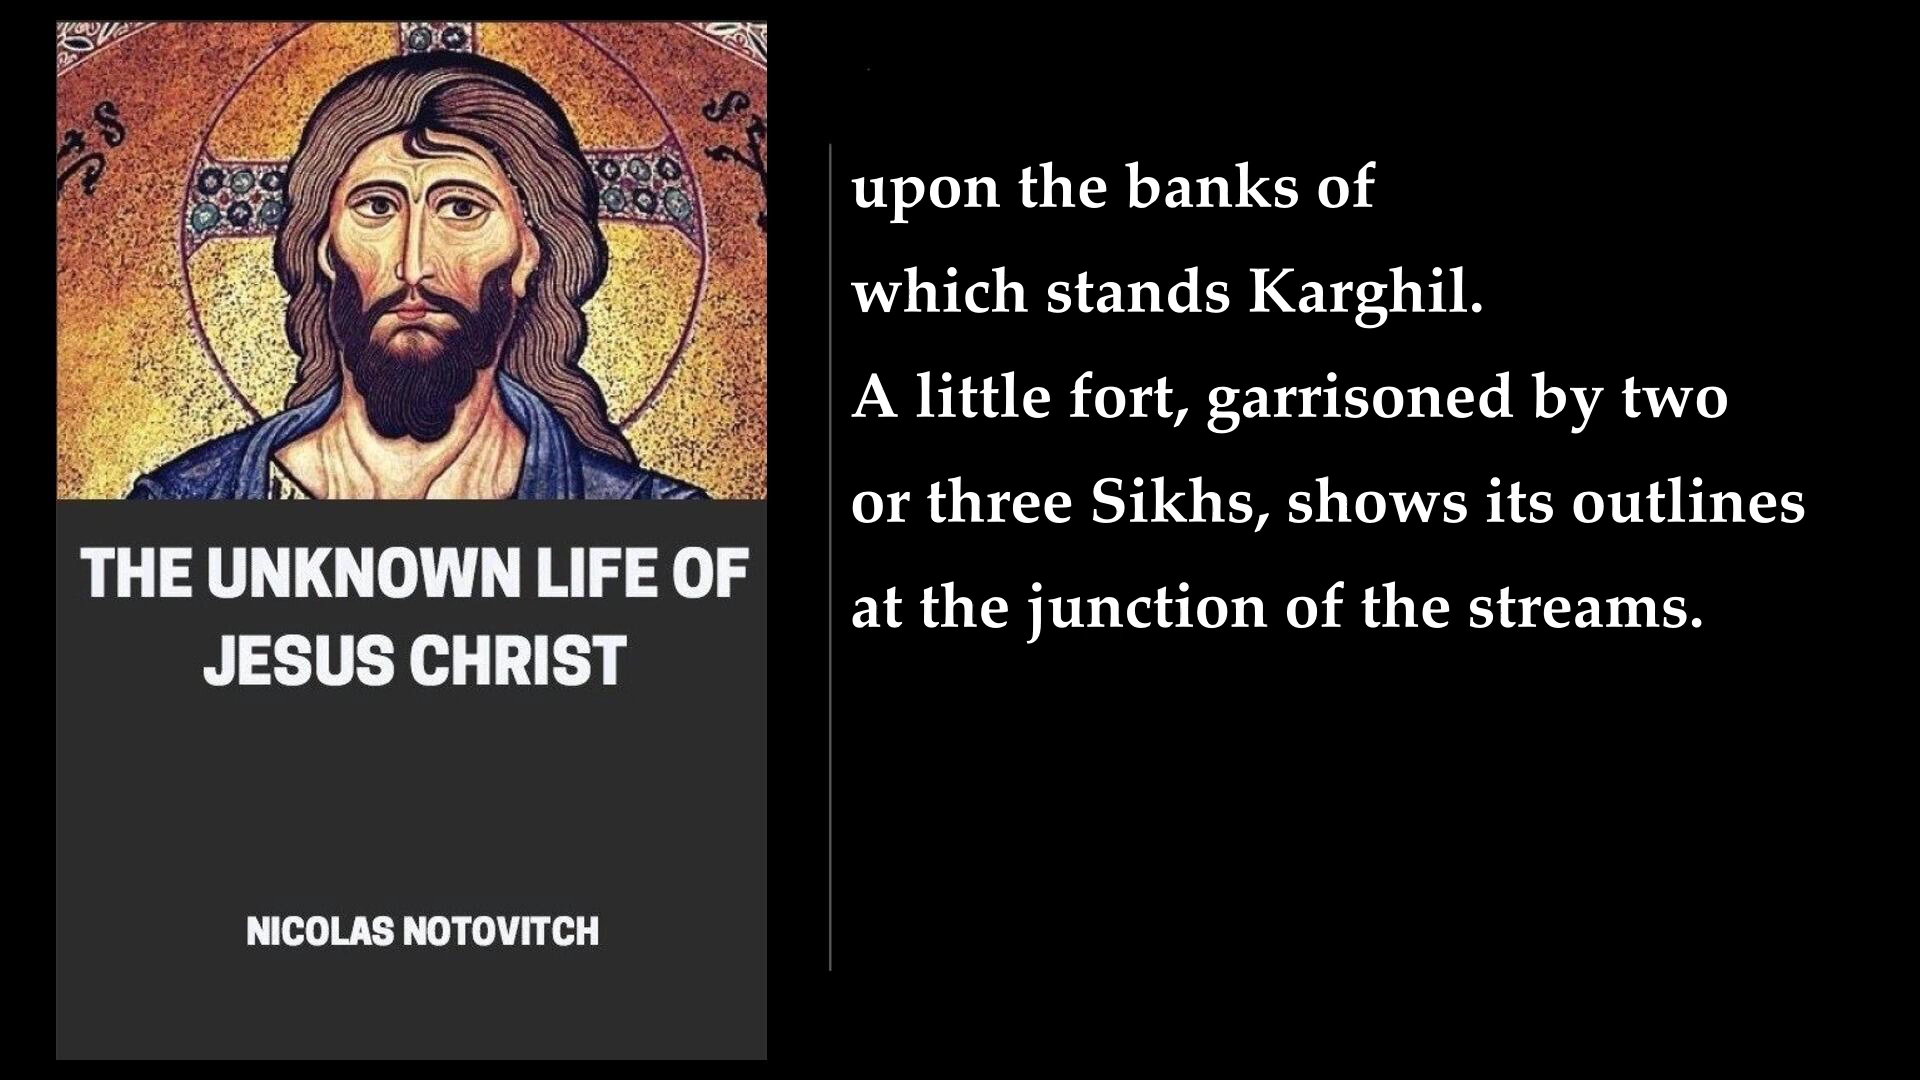 THE UNKNOWN LIFE OF
JESUS CHRIST
NICOLAS NOTOVITCH
upon the banks of
which stands Karghil.
A little fort, garrisoned by two
or three Sikhs, shows its outlines
at the junction of the streams.